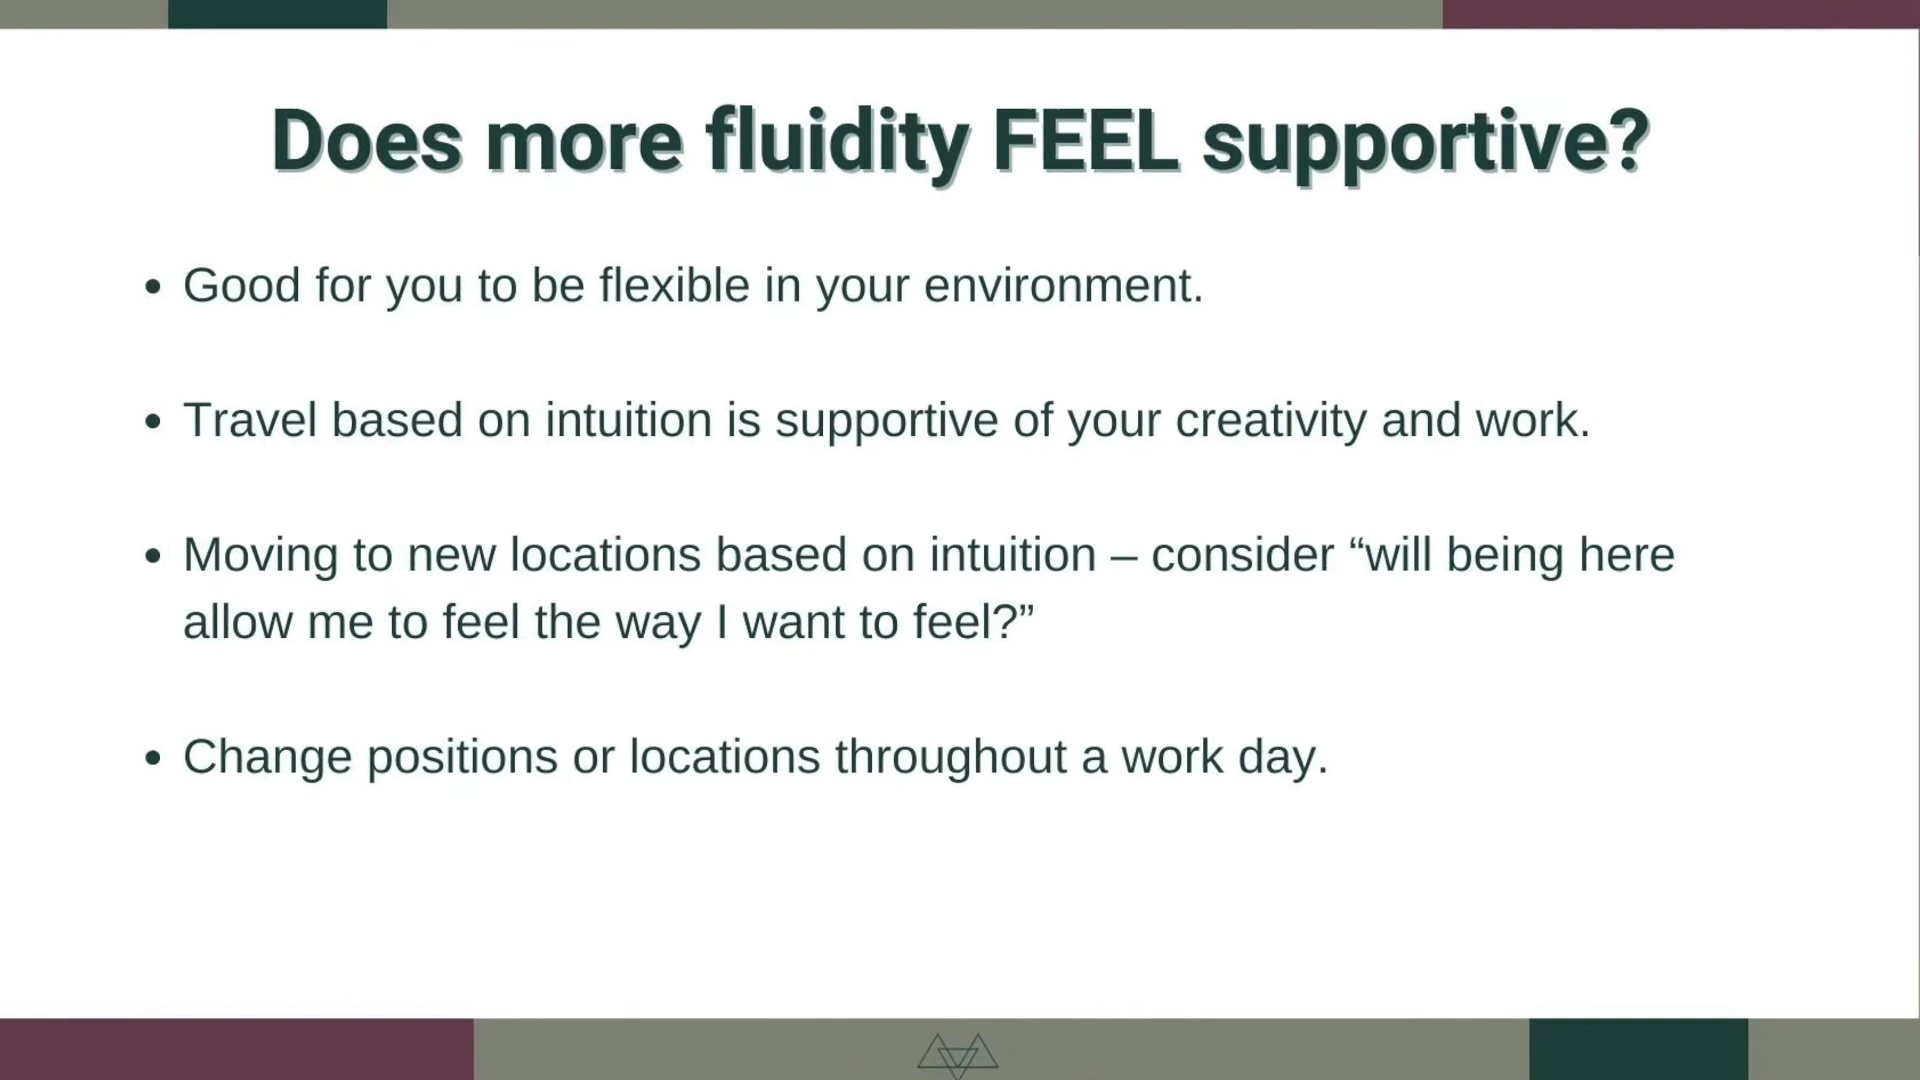 Does more fluidity FEEL supportive?
• Good for you to be flexible in your environment.
• Travel based on intuition is supportive of your creativity and work.
• Moving to new locations based on intuition – consider “will being here
allow me to feel the way I want to feel?”
• Change positions or locations throughout a work day.